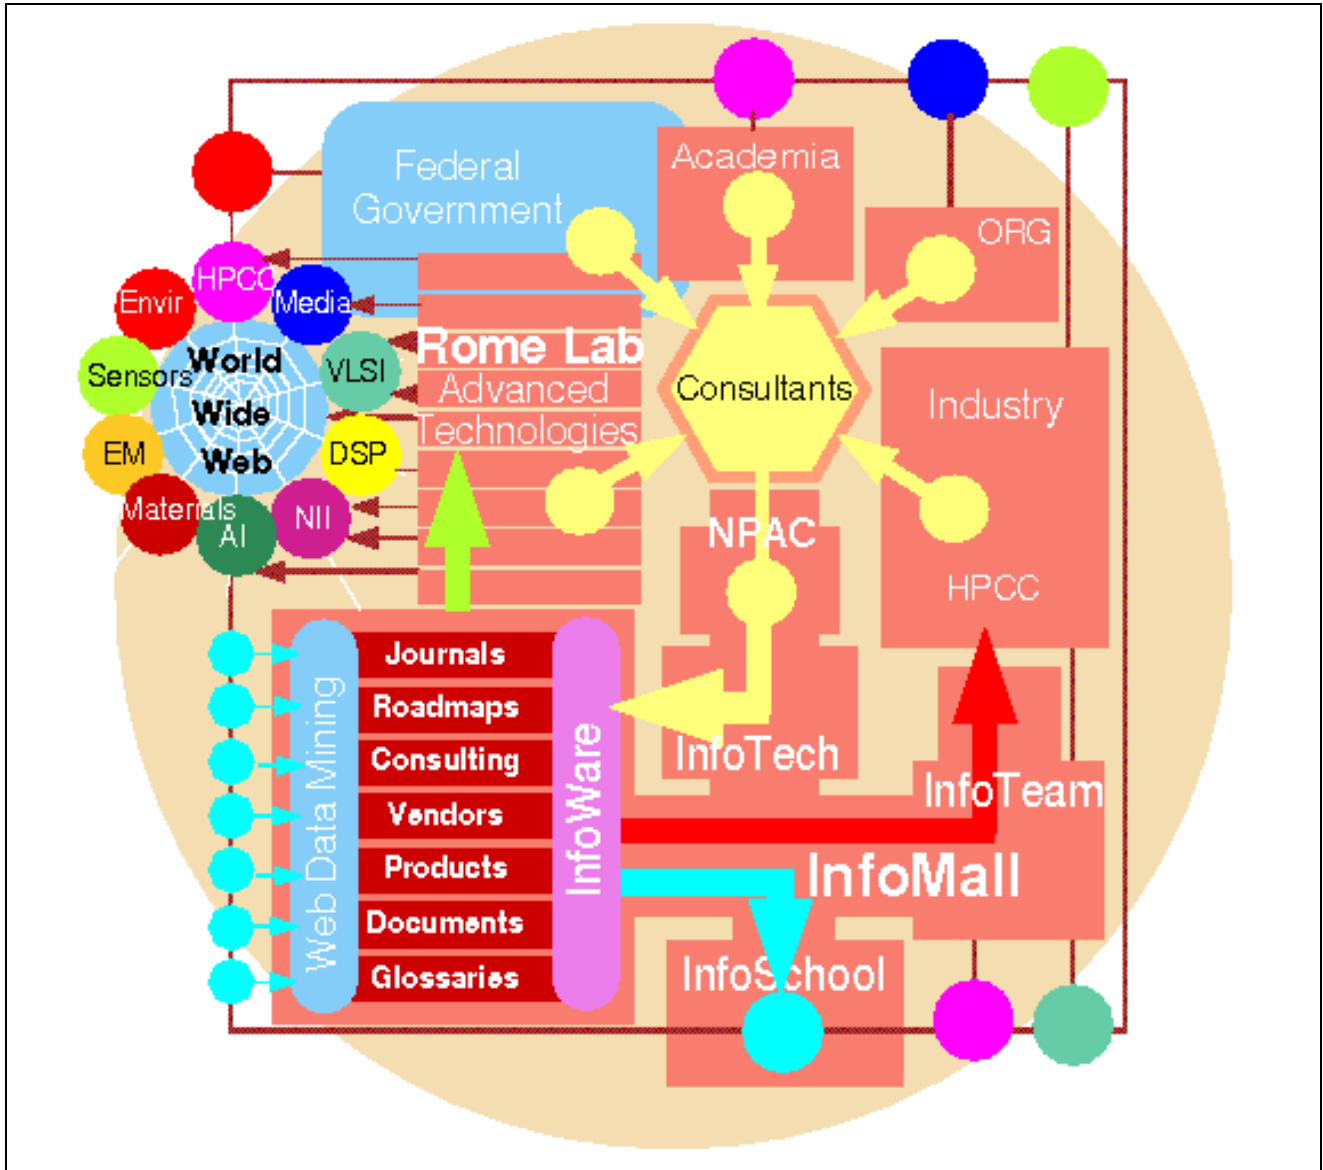 Federal
Government
Academia
ORG
HPCC
Envir
Media
World
Wide
Web
Sensors
VLSI
EM
DSP
Materials
AI
NII
Rome Lab
Advanced
Technologies
Consultants
Industry
HPCC
NPAC
InfoTech
InfoTeam
InfoMall
InfoSchool
Web Data Mining
Journals
Roadmaps
Consulting
Vendors
Products
Documents
Glossaries
InfoWare